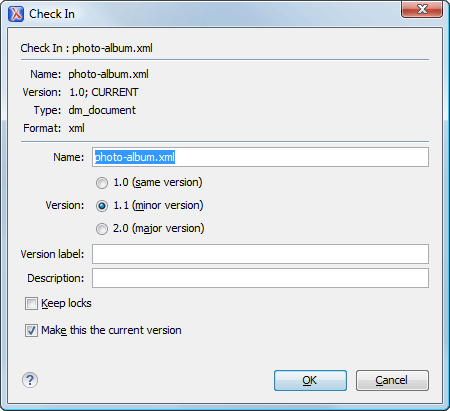 Check In
Check In : photo-album.xml
Name: photo-album.xml
Version: 1.0; CURRENT
Type: dm_document
Format: xml
Name: photo-album.xml
1.0 (same version)
Version: 1.1 (minor version)
2.0 (major version)
Version label:
Description:
Keep locks
Make this the current version
? OK Cancel